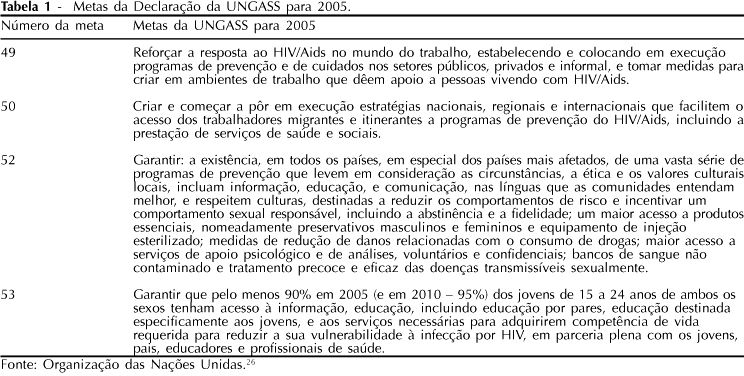 Tabela 1 - Metas da Declaração da UNGASS para 2005.
Número da meta Metas da UNGASS para 2005
49 Reforçar a resposta ao HIV/Aids no mundo do trabalho, estabelecendo e colocando em execução
programas de prevenção e de cuidados nos setores públicos, privados e informal, e tomar medidas para
criar em ambientes de trabalho que dêem apoio a pessoas vivendo com HIV/Aids.
50 Criar e começar a pôr em execução estratégias nacionais, regionais e internacionais que facilitem o
acesso dos trabalhadores migrantes e itinerantes a programas de prevenção do HIV/Aids, incluindo a
prestação de serviços de saúde e sociais.
52 Garantir: a existência, em todos os países, em especial dos países mais afetados, de uma vasta série de
programas de prevenção que levem em consideração as circunstâncias, a ética e os valores culturais
locais, incluam informação, educação, e comunicação, nas línguas que as comunidades entendam
melhor, e respeitem culturas, destinadas a reduzir os comportamentos de risco e incentivar um
comportamento sexual responsável, incluindo a abstinência e a fidelidade; um maior acesso a produtos
essenciais, nomeadamente preservativos masculinos e femininos e equipamento de injeção
esterilizado; medidas de redução de danos relacionadas com o consumo de drogas; maior acesso a
serviços de apoio psicológico e de análises, voluntários e confidenciais; bancos de sangue não
contaminado e tratamento precoce e eficaz das doenças transmissíveis sexualmente.
53 Garantir que pelo menos 90% em 2005 (e em 2010 – 95%) dos jovens de 15 a 24 anos de ambos os
sexos tenham acesso à informação, educação, incluindo educação por pares, educação destinada
especificamente aos jovens, e aos serviços necessárias para adquirirem competência de vida
requerida para reduzir a sua vulnerabilidade à infecção por HIV, em parceria plena com os jovens,
pais, educadores e profissionais de saúde.
Fonte: Organização das Nações Unidas.26